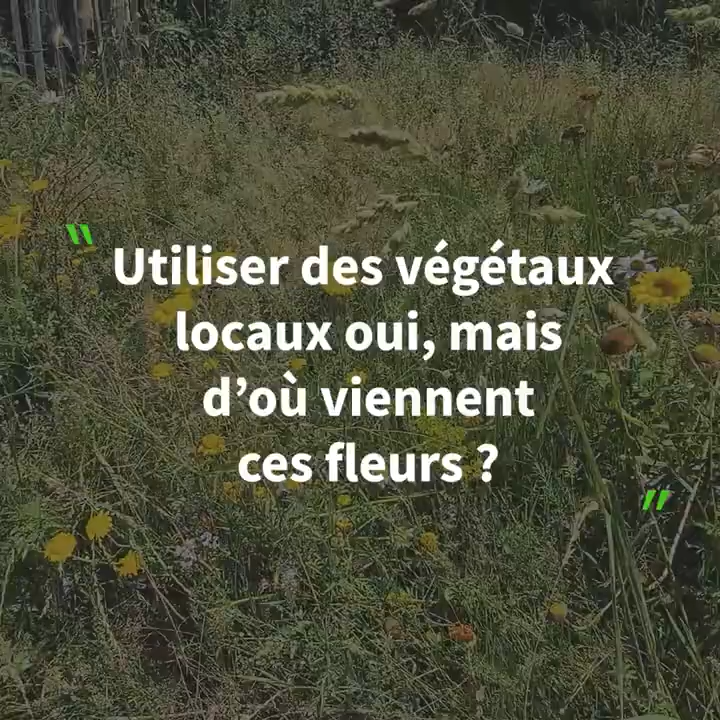 " Utiliser des végétaux
locaux oui, mais
d’où viennent
ces fleurs ? "